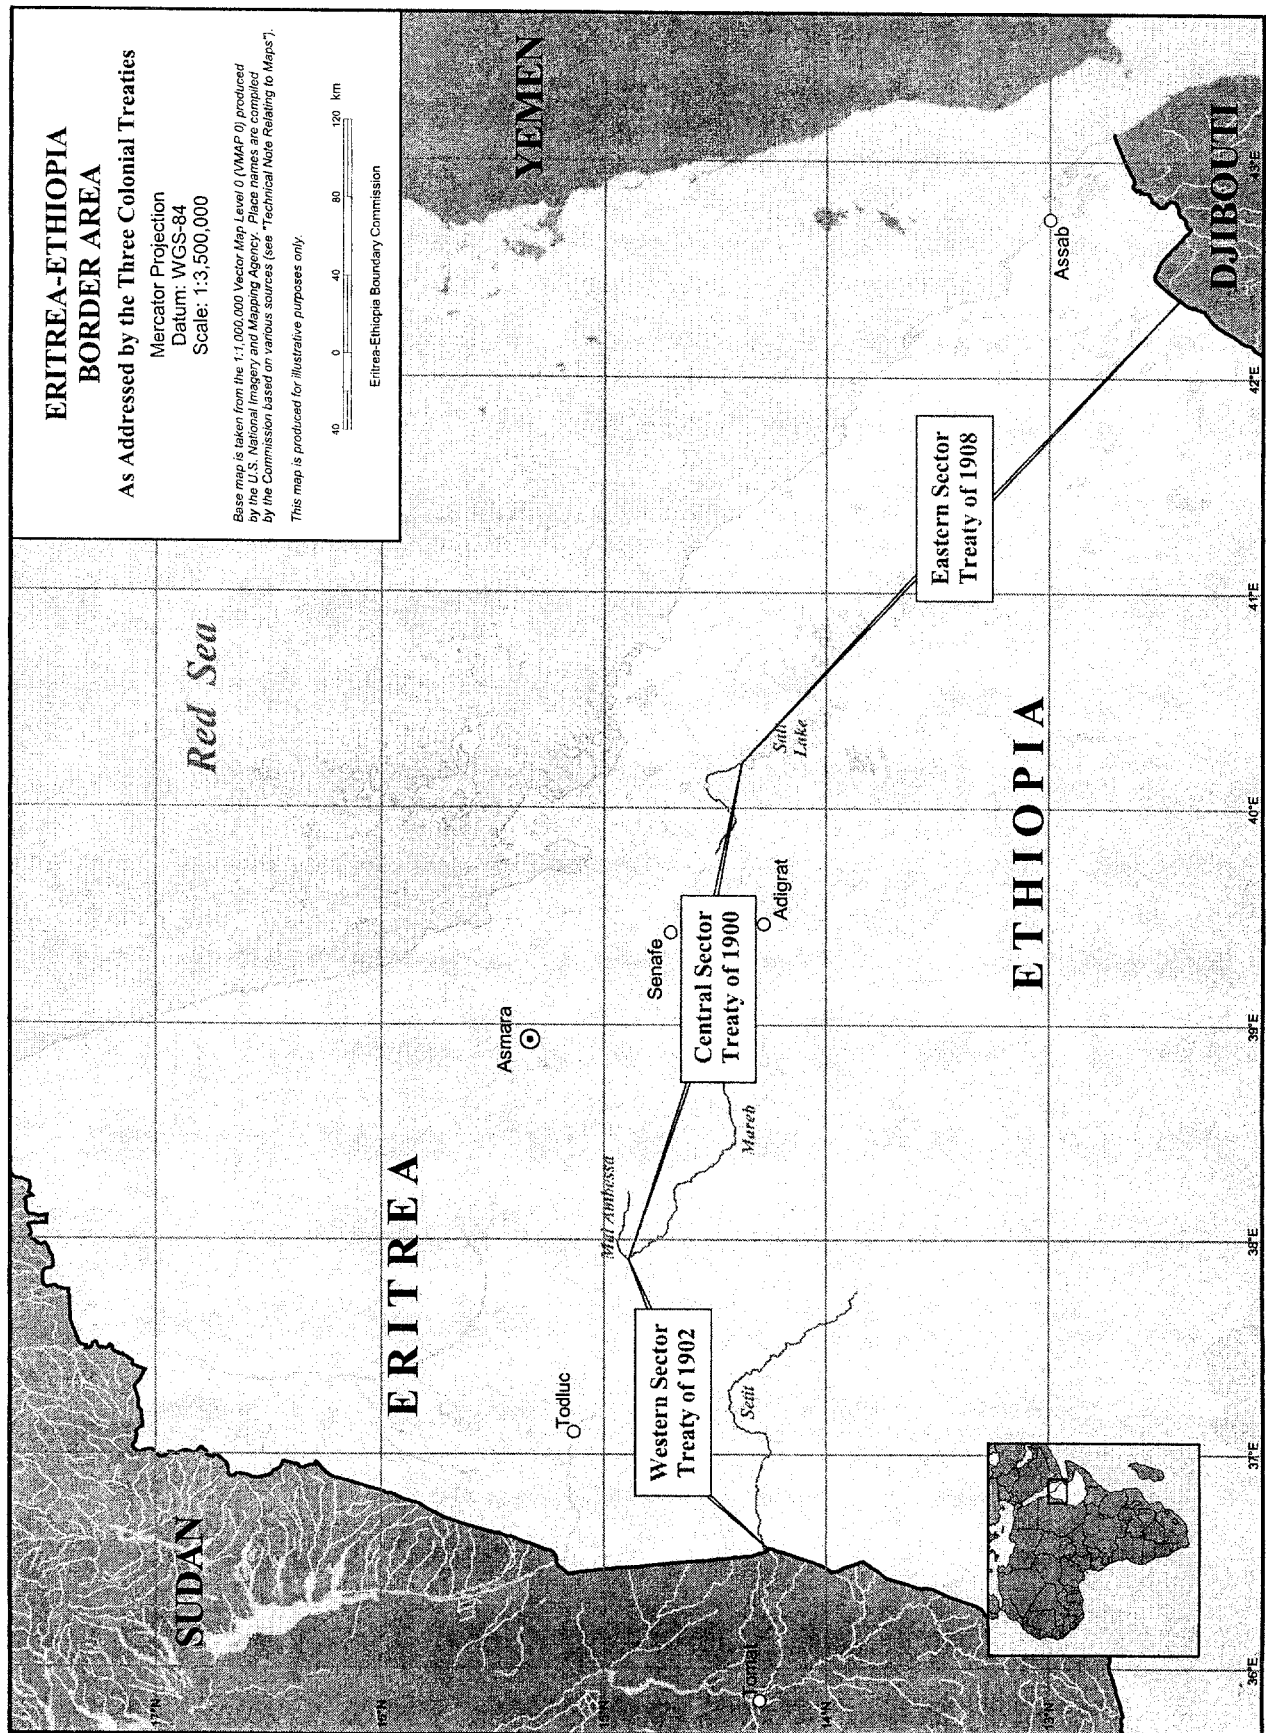 ERITREA-ETHIOPIA
BORDER AREA
As Addressed by the Three Colonial Treaties
Mercator Projection
Datum: WGS-84
Scale: 1:3,500,000
Base map is taken from the 1:1,000,000 Vector Map Level 0 (VMAP 0) produced
by the U.S. National Imagery and Mapping Agency. Place names are compiled
by the Commission based on various sources (see "Technical Note Relating to Maps").
This map is produced for illustrative purposes only.
40 0 40 80 120 km
Eritrea-Ethiopia Boundary Commission
Red Sea
YEMEN
SUDAN
ERITREA
Asmara
Todluc
Senafe
Mai Ambessa
Mareb
Western Sector
Treaty of 1902
Central Sector
Treaty of 1900
Adigrat
Salt
Lake
Setit
Tomat
Eastern Sector
Treaty of 1908
ETHIOPIA
Assab
DJIBOUTI
17°N
16°N
15°N
14°N
13°N
36°E
37°E
38°E
39°E
40°E
41°E
42°E
43°E